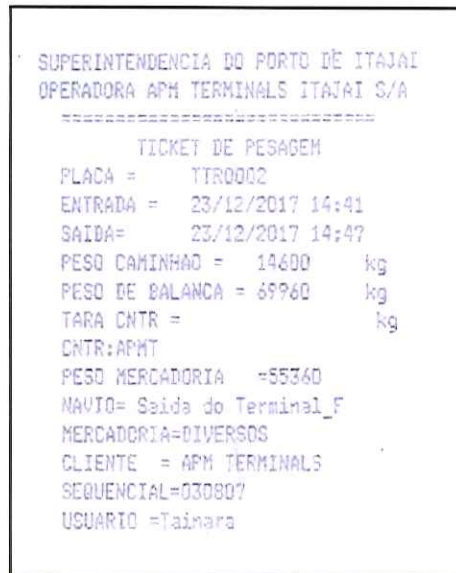 SUPERINTENDENCIA DO PORTO DE ITAJAI
OPERADORA APM TERMINALS ITAJAI S/A
================================
TICKET DE PESAGEM
PLACA = TTR0002
ENTRADA = 23/12/2017 14:41
SAIDA= 23/12/2017 14:47
PESO CAMINHAO = 14600 kg
PESO DE BALANCA = 69960 kg
TARA CNTR = kg
CNTR:APMT
PESO MERCADORIA =55360
NAVIO= Saida do Terminal_F
MERCADORIA=DIVERSOS
CLIENTE = APM TERMINALS
SEQUENCIAL=030807
USUARIO =Tainara